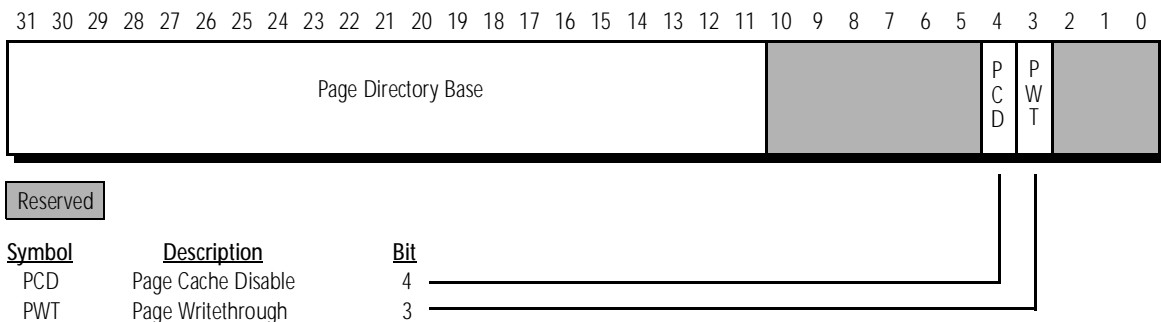 31 30 29 28 27 26 25 24 23 22 21 20 19 18 17 16 15 14 13 12 11 10 9 8 7 6 5 4 3 2 1 0
Page Directory Base
P
C
D
P
W
T
Reserved
Symbol Description Bit
PCD Page Cache Disable 4
PWT Page Writethrough 3